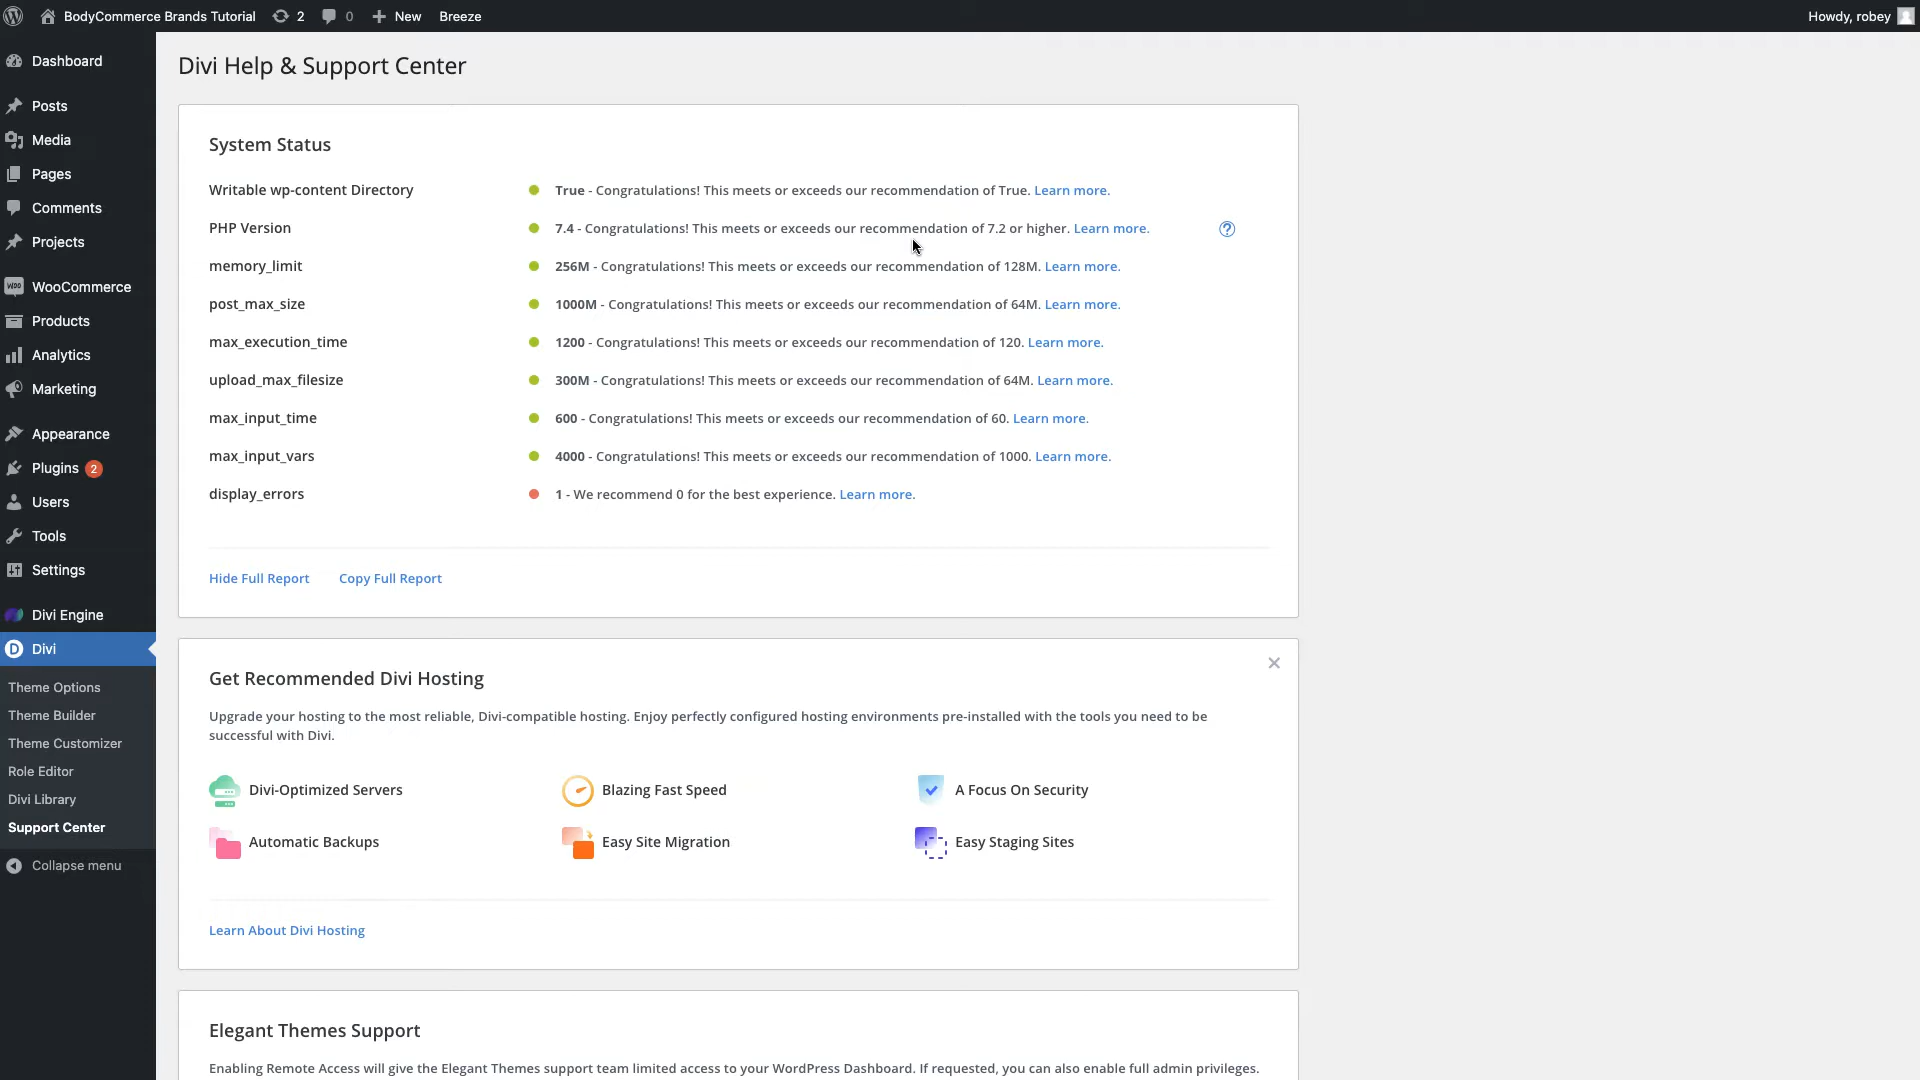 BodyCommerce Brands Tutorial 2 0 New Breeze Howdy, robey
Dashboard
Posts
Media
Pages
Comments
Projects
WOO WooCommerce
Products
Analytics
Marketing
Appearance
Plugins 2
Users
Tools
Settings
Divi Engine
D Divi
Theme Options
Theme Builder
Theme Customizer
Role Editor
Divi Library
Support Center
Collapse menu
Divi Help & Support Center
System Status
Writable wp-content Directory True - Congratulations! This meets or exceeds our recommendation of True. Learn more.
PHP Version 7.4 - Congratulations! This meets or exceeds our recommendation of 7.2 or higher. Learn more. ?
memory_limit 256M - Congratulations! This meets or exceeds our recommendation of 128M. Learn more.
post_max_size 1000M - Congratulations! This meets or exceeds our recommendation of 64M. Learn more.
max_execution_time 1200 - Congratulations! This meets or exceeds our recommendation of 120. Learn more.
upload_max_filesize 300M - Congratulations! This meets or exceeds our recommendation of 64M. Learn more.
max_input_time 600 - Congratulations! This meets or exceeds our recommendation of 60. Learn more.
max_input_vars 4000 - Congratulations! This meets or exceeds our recommendation of 1000. Learn more.
display_errors 1 - We recommend 0 for the best experience. Learn more.
Hide Full Report Copy Full Report
Get Recommended Divi Hosting
Upgrade your hosting to the most reliable, Divi-compatible hosting. Enjoy perfectly configured hosting environments pre-installed with the tools you need to be
successful with Divi.
Divi-Optimized Servers Blazing Fast Speed A Focus On Security
Automatic Backups Easy Site Migration Easy Staging Sites
Learn About Divi Hosting
Elegant Themes Support
Enabling Remote Access will give the Elegant Themes support team limited access to your WordPress Dashboard. If requested, you can also enable full admin privileges.